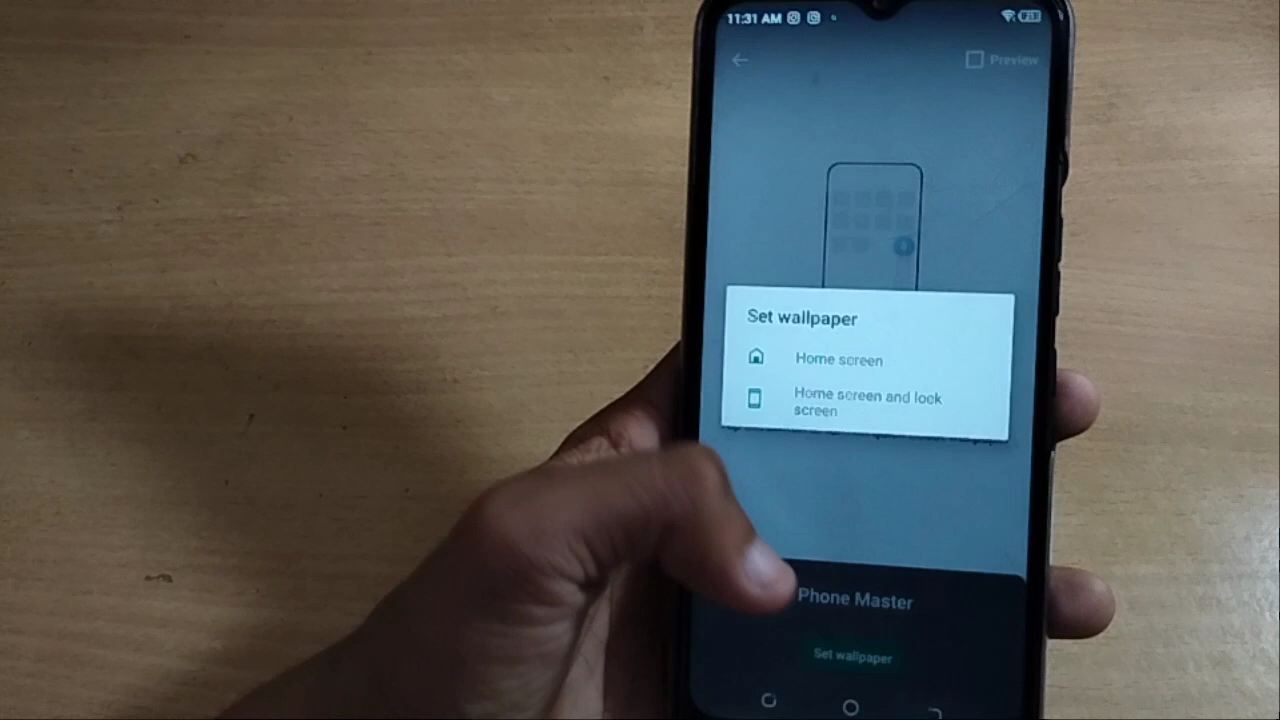 11:31 AM
Preview
Set wallpaper
Home screen
Home screen and lock
screen
Phone Master
Set wallpaper